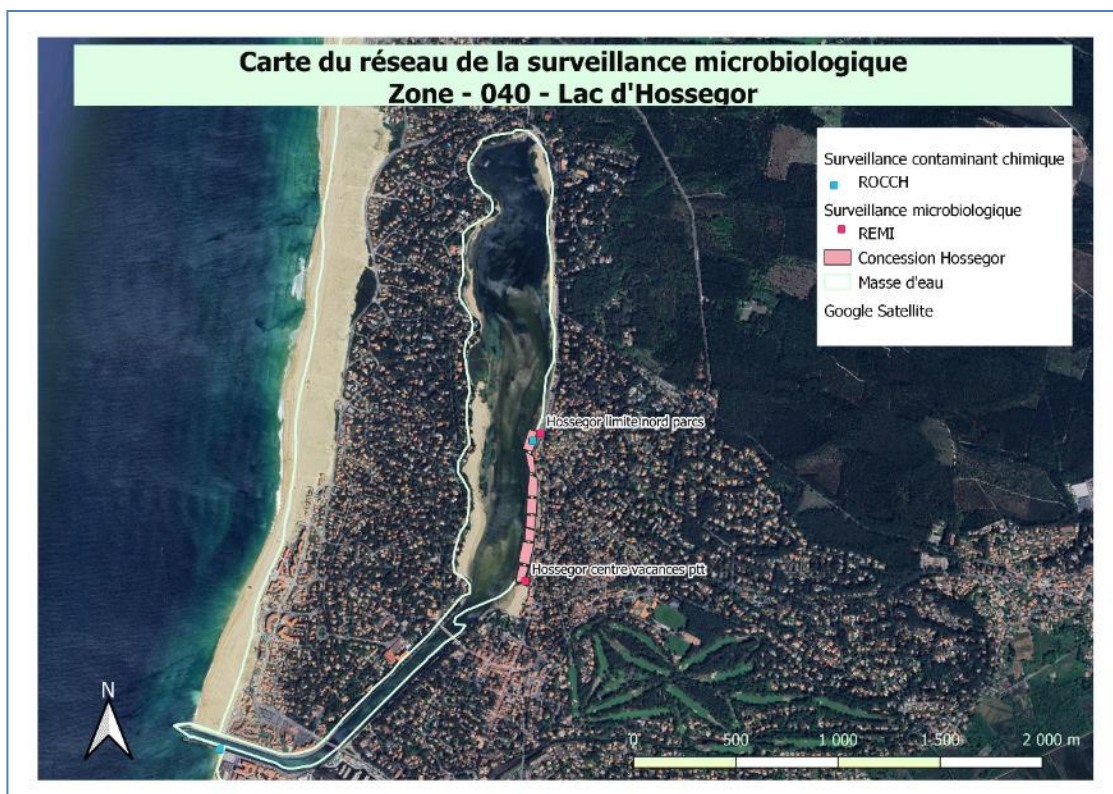 Carte du réseau de la surveillance microbiologique
Zone - 040 - Lac d'Hossegor
Surveillance contaminant chimique
ROCCH
Surveillance microbiologique
REMI
Concession Hossegor
Masse d'eau
Google Satellite
Hossegor limite nord parcs
Hossegor centre vacances ptt
N
0 500 1 000 1 500 2 000 m